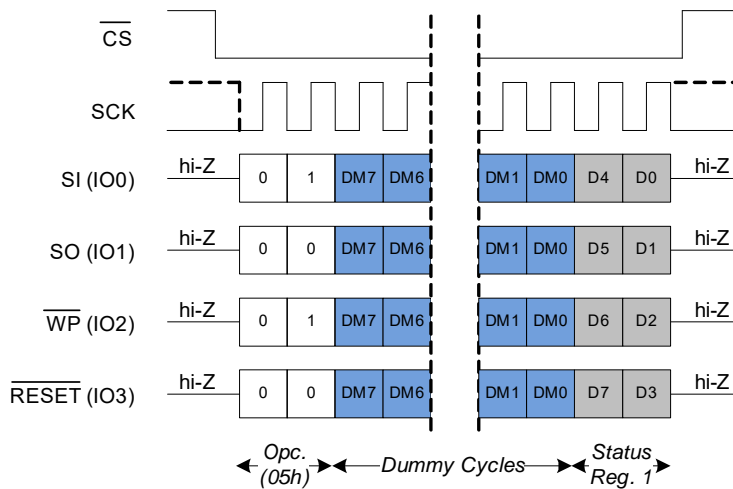 CS
SCK
SI (IO0) hi-Z 0 1 DM7 DM6 DM1 DM0 D4 D0 hi-Z
SO (IO1) hi-Z 0 0 DM7 DM6 DM1 DM0 D5 D1 hi-Z
WP (IO2) hi-Z 0 1 DM7 DM6 DM1 DM0 D6 D2 hi-Z
RESET (IO3) hi-Z 0 0 DM7 DM6 DM1 DM0 D7 D3 hi-Z
Opc.
(05h)
Dummy Cycles
Status
Reg. 1